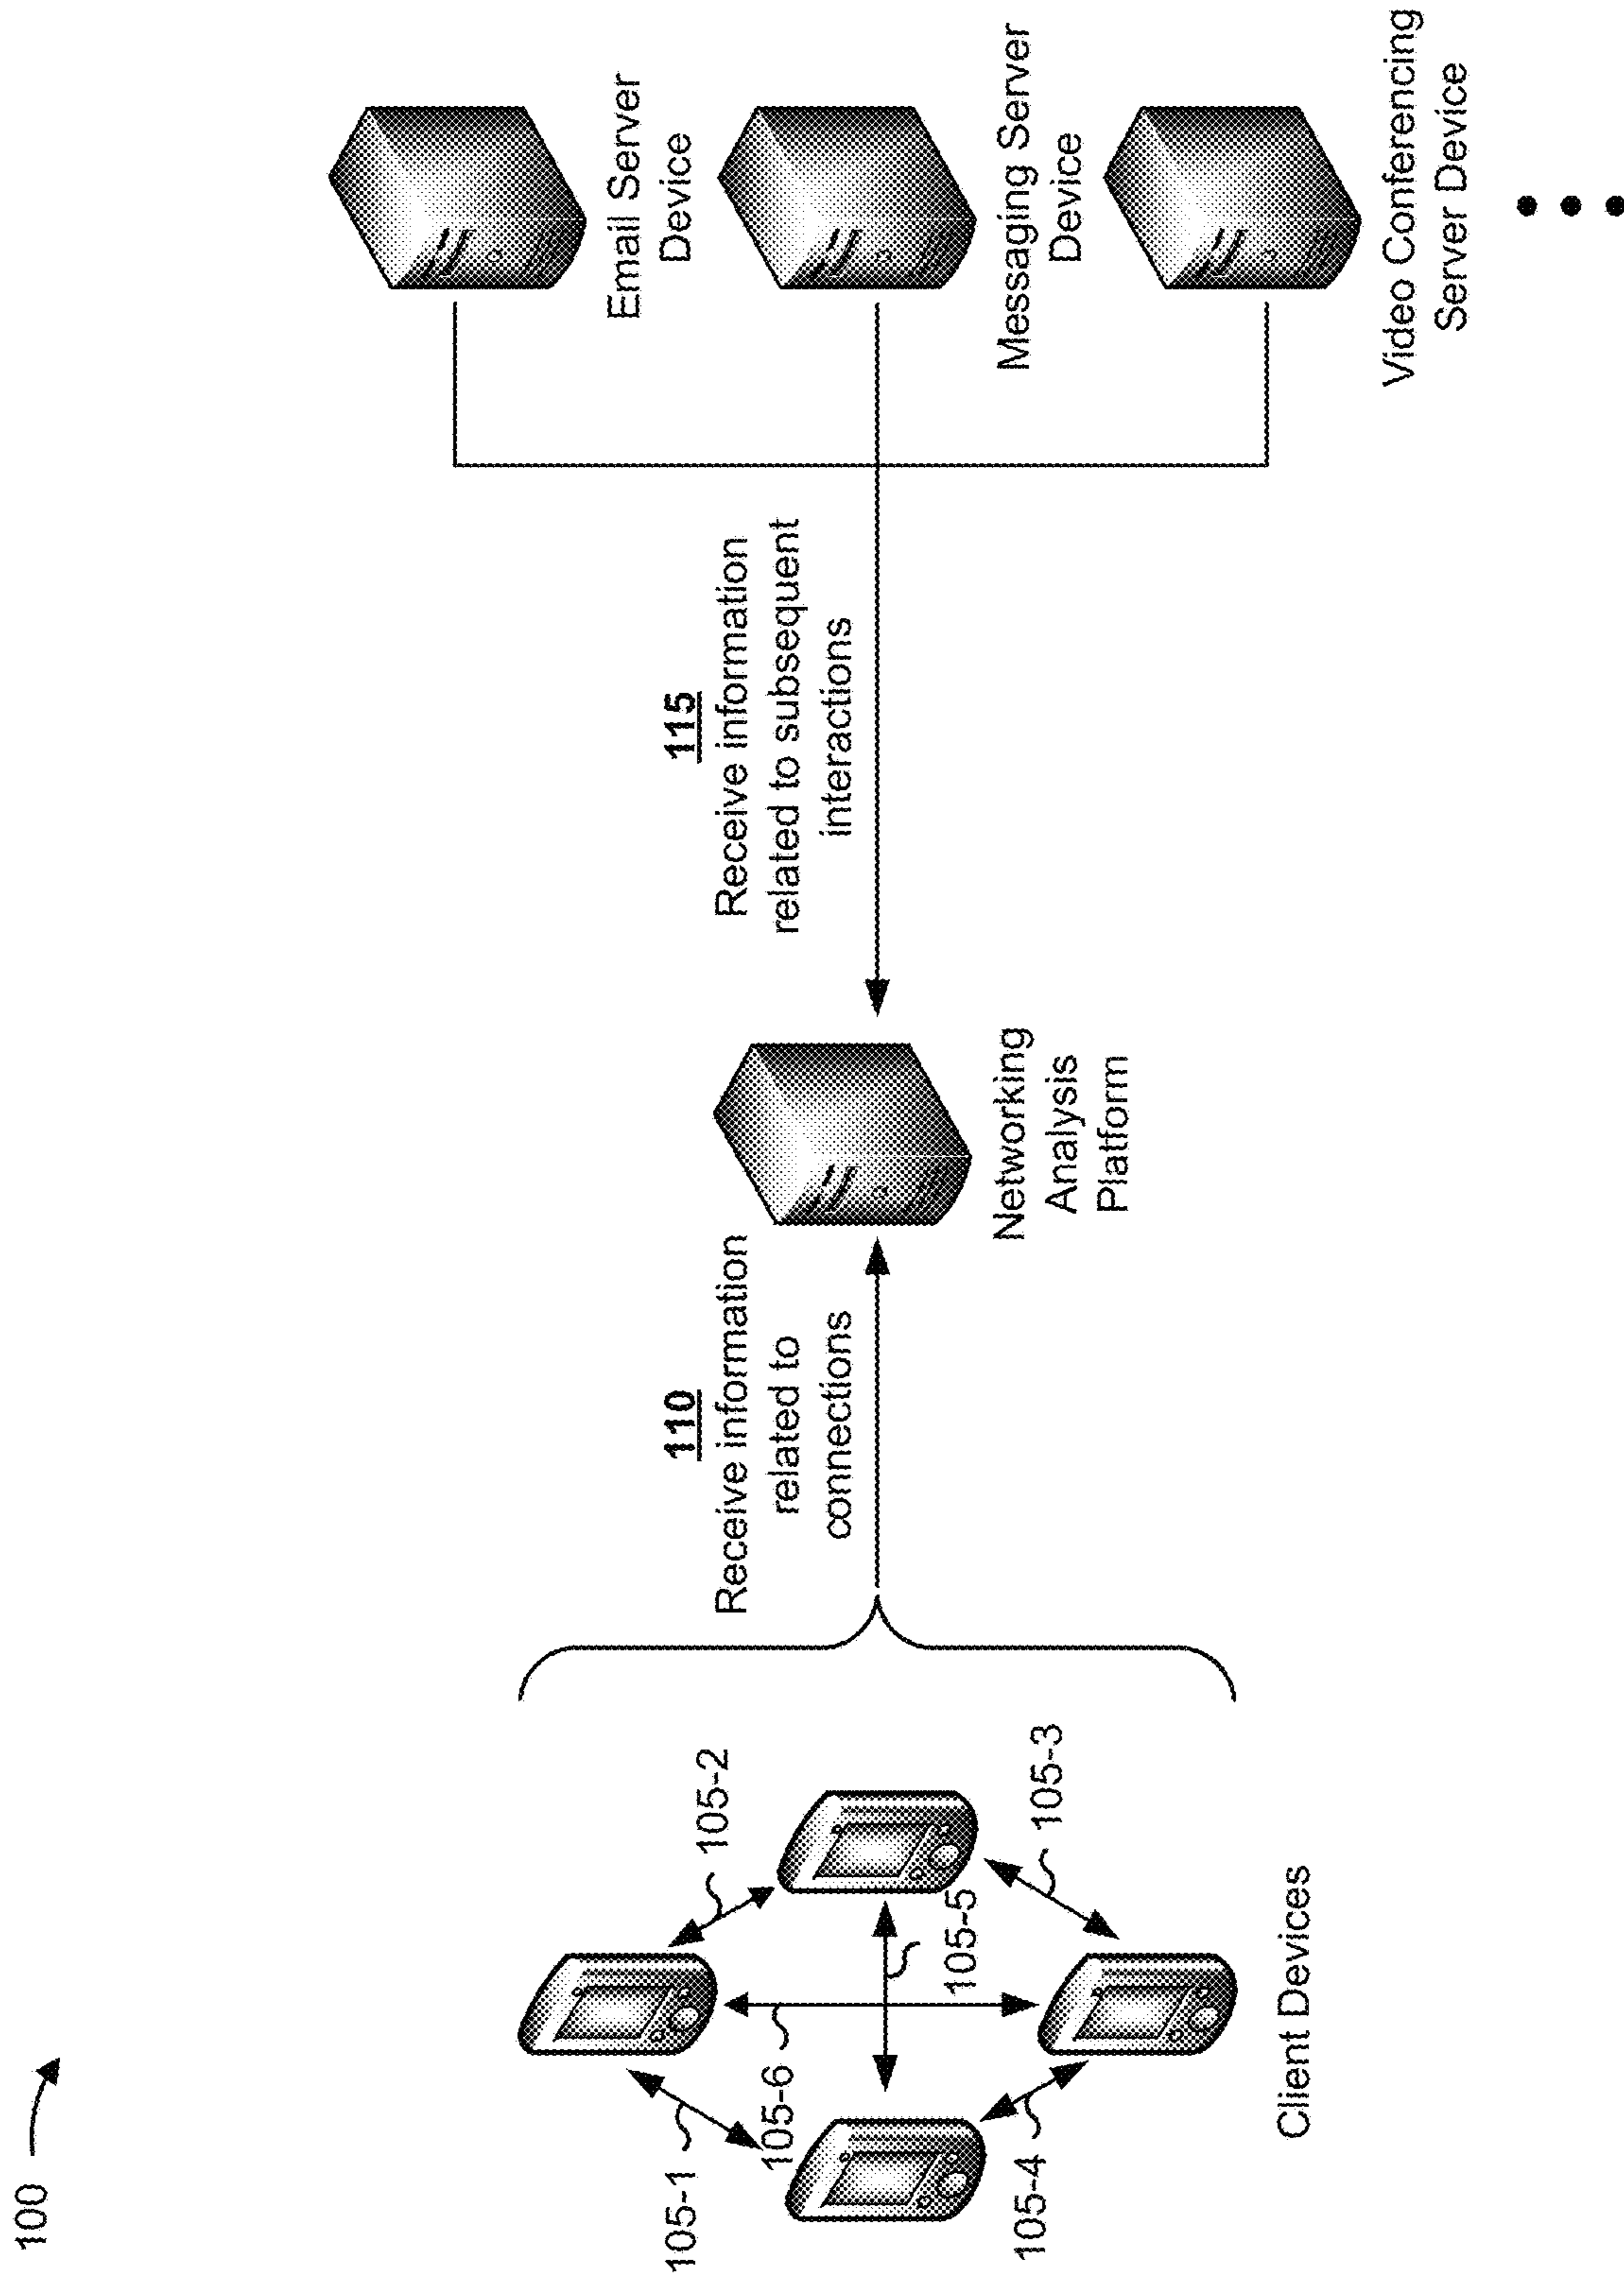 100
105-1
105-2
105-6
105-5
105-4
105-3
Client Devices
110
Receive information
related to
connections
Networking
Analysis
Platform
115
Receive information
related to subsequent
interactions
Email Server
Device
Messaging Server
Device
Video Conferencing
Server Device